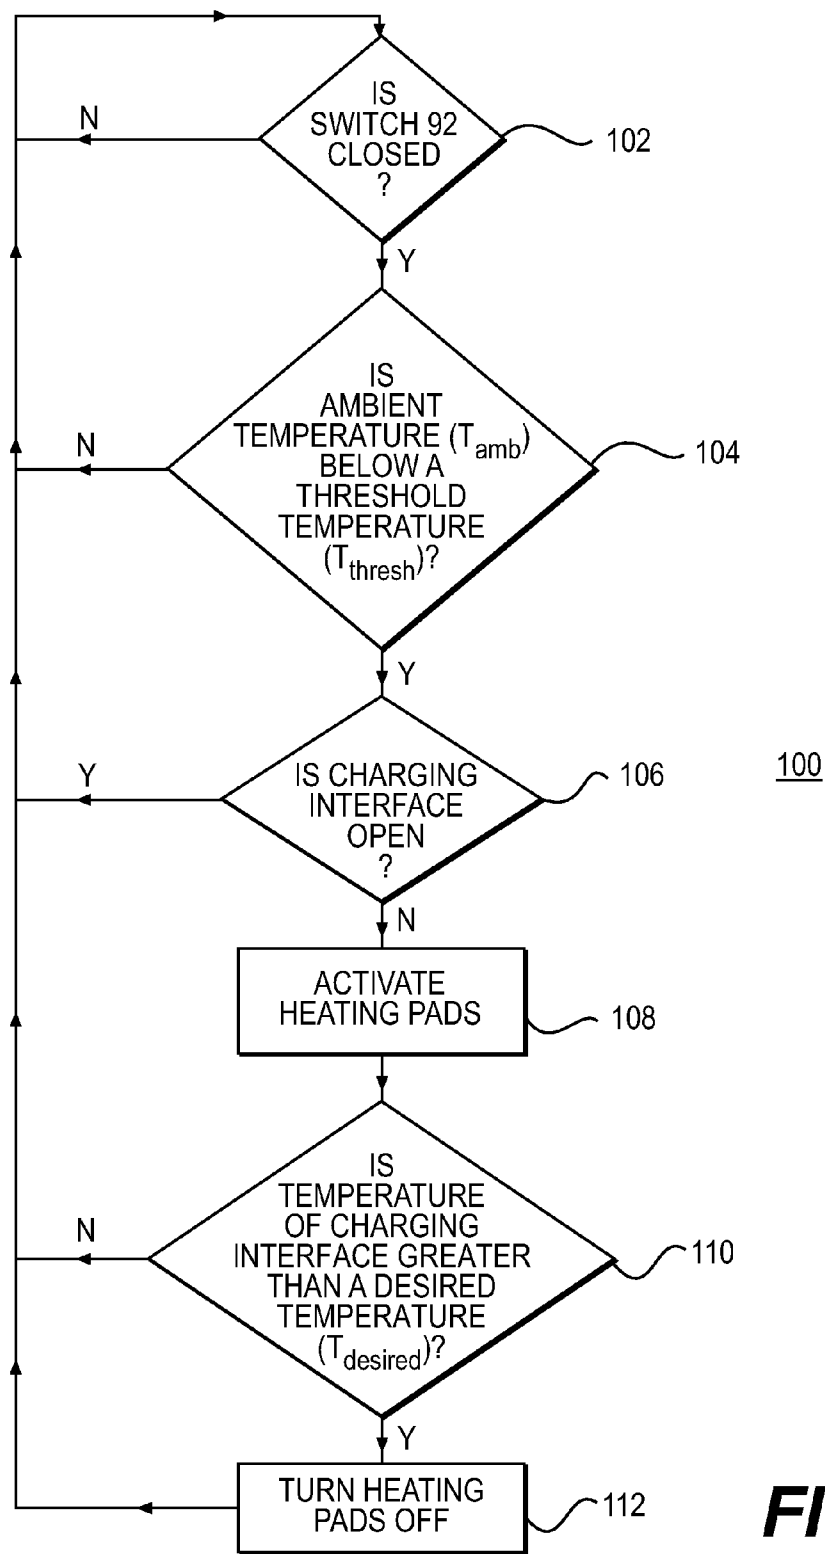 IS
SWITCH 92
CLOSED
?
102
N
Y
IS
AMBIENT
TEMPERATURE (Tamb)
BELOW A
THRESHOLD
TEMPERATURE
(Tthresh)?
104
N
Y
IS CHARGING
INTERFACE
OPEN
?
106
100
Y
N
ACTIVATE
HEATING PADS
108
IS
TEMPERATURE
OF CHARGING
INTERFACE GREATER
THAN A DESIRED
TEMPERATURE
(Tdesired)?
110
N
Y
TURN HEATING
PADS OFF
112
FI